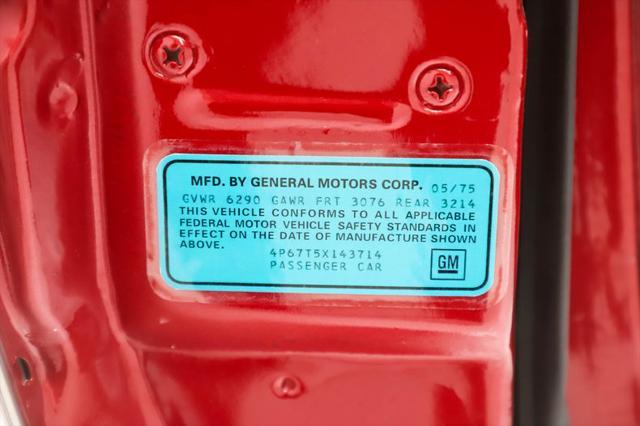 MFD. BY GENERAL MOTORS CORP. 05/75
GVWR 6290 GAWR FRT 3076 REAR 3214
THIS VEHICLE CONFORMS TO ALL APPLICABLE
FEDERAL MOTOR VEHICLE SAFETY STANDARDS IN
EFFECT ON THE DATE OF MANUFACTURE SHOWN
ABOVE.
4P67T5X143714
PASSENGER CAR
GM